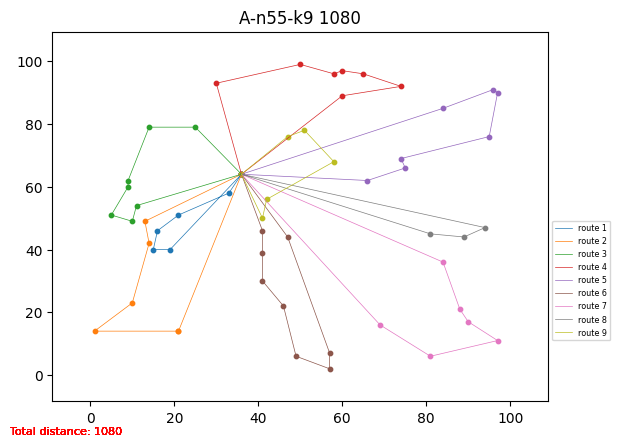 A-n55-k9 1080
100
80
60
40
20
0
0 20 40 60 80 100
route 1
route 2
route 3
route 4
route 5
route 6
route 7
route 8
route 9
Total distance: 1080